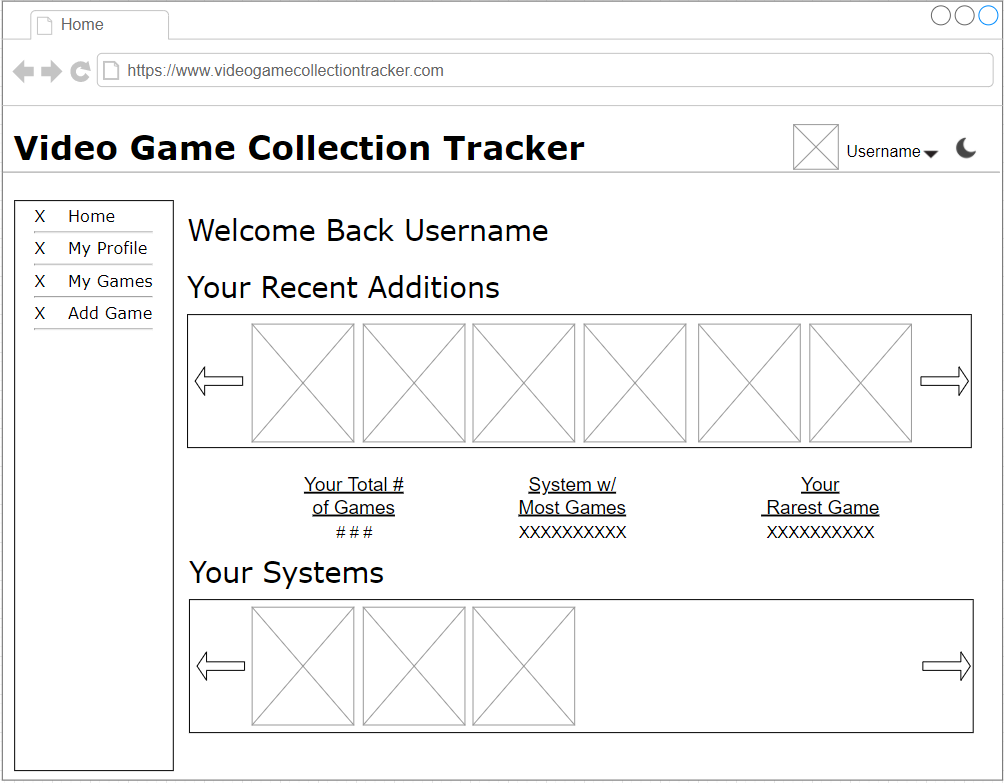 Home
https://www.videogamecollectiontracker.com
Video Game Collection Tracker
Username
X Home
X My Profile
X My Games
X Add Game
Welcome Back Username
Your Recent Additions
Your Total #
of Games
# # #
System w/
Most Games
XXXXXXXXXX
Your
Rarest Game
XXXXXXXXXX
Your Systems